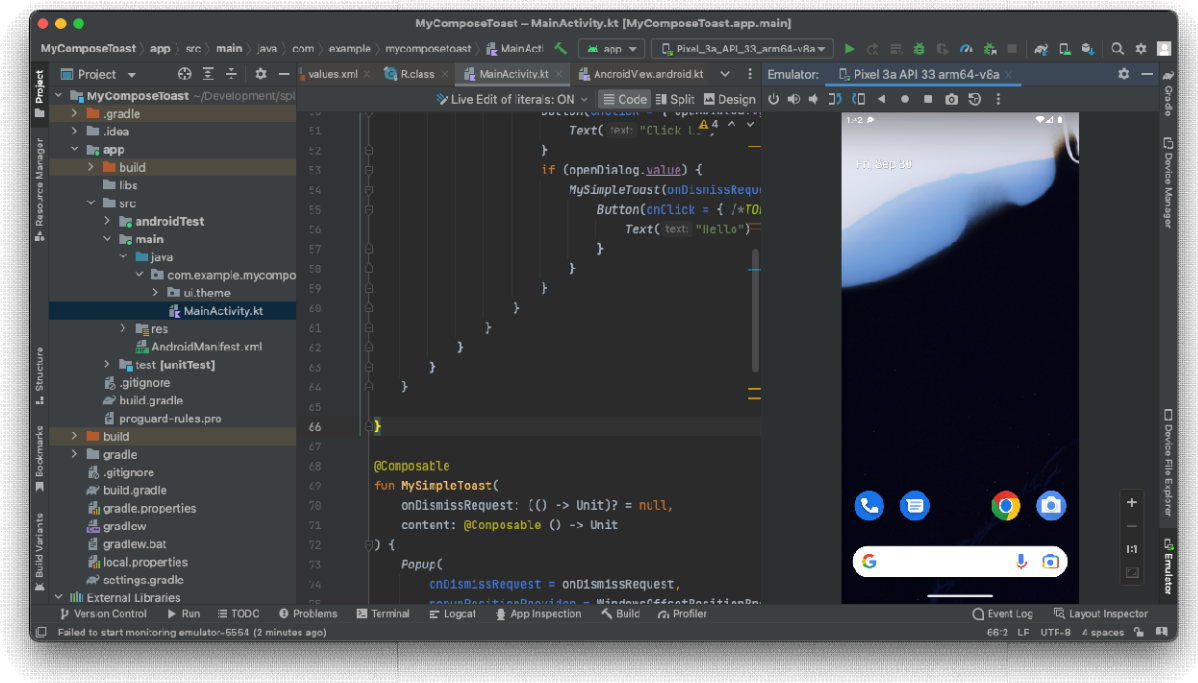 MyComposeToast – MainActivity.kt [MyComposeToast.app.main]
MyComposeToast app src main java com example mycomposetoast MainActi app Pixel_3a_API_33_arm64-v8a
Project values.xml R.class MainActivity.kt AndroidView.android.kt Emulator: Pixel 3a API 33 arm64-v8a
Live Edit of literals: ON Code Split Design
Project
Resource Manager
Structure
Bookmarks
Build Variants
MyComposeToast ~/Development/spl
.gradle
.idea
app
build
libs
src
androidTest
main
java
com.example.mycompo
ui.theme
MainActivity.kt
res
AndroidManifest.xml
test [unitTest]
.gitignore
build.gradle
proguard-rules.pro
build
gradle
.gitignore
build.gradle
gradle.properties
gradlew
gradlew.bat
local.properties
settings.gradle
External Libraries
4
51 Text( text: "Click
52 }
53 if (openDialog.value) {
54 MySimpleToast(onDismissReque
55 Button(onClick = { /*TO
56 Text( text: "Hello")
57 }
58 }
59 }
60 }
61 }
62 }
63 }
64 }
65
66 }
67
68 @Composable
69 fun MySimpleToast(
70 onDismissRequest: (() -> Unit)? = null,
71 content: @Composable () -> Unit
72 ) {
73 Popup(
74 onDismissRequest = onDismissRequest,
1:42
Fri, Sep 30
1:1
Gradle
Device Manager
Device File Explorer
Emulator
Version Control Run TODO Problems Terminal Logcat App Inspection Build Profiler Event Log Layout Inspector
Failed to start monitoring emulator-5554 (2 minutes ago) 66:2 LF UTF-8 4 spaces